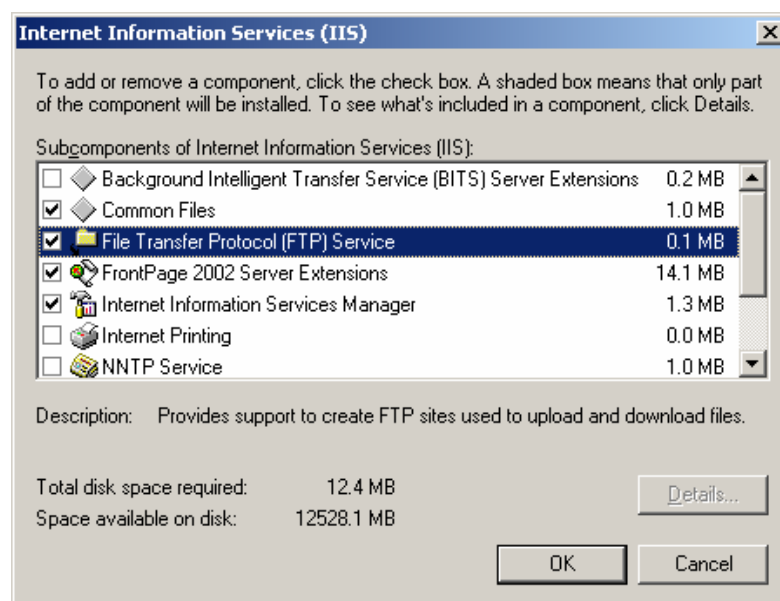 Internet Information Services (IIS)
To add or remove a component, click the check box. A shaded box means that only part
of the component will be installed. To see what's included in a component, click Details.
Subcomponents of Internet Information Services (IIS):
Background Intelligent Transfer Service (BITS) Server Extensions 0.2 MB
Common Files 1.0 MB
File Transfer Protocol (FTP) Service 0.1 MB
FrontPage 2002 Server Extensions 14.1 MB
Internet Information Services Manager 1.3 MB
Internet Printing 0.0 MB
NNTP Service 1.0 MB
Description: Provides support to create FTP sites used to upload and download files.
Total disk space required: 12.4 MB
Details...
Space available on disk: 12528.1 MB
OK Cancel